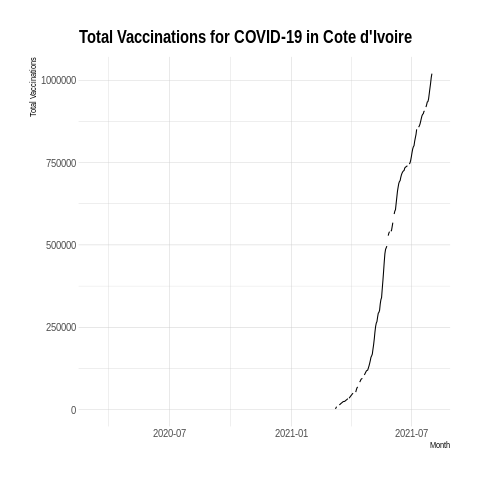 Total Vaccinations for COVID-19 in Cote d'Ivoire
Total Vaccinations
1000000
750000
500000
250000
0
2020-07 2021-01 2021-07
Month